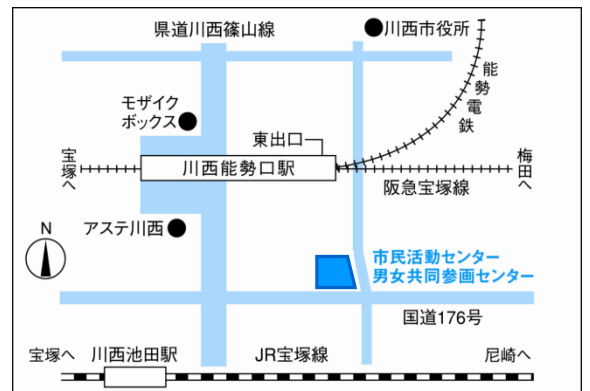 県道川西篠山線
川西市役所
能勢電鉄
モザイク
ボックス
東出口
宝塚へ
川西能勢口駅
梅田へ
阪急宝塚線
アステ川西
N
市民活動センター
男女共同参画センター
国道176号
宝塚へ
川西池田駅
JR宝塚線
尼崎へ